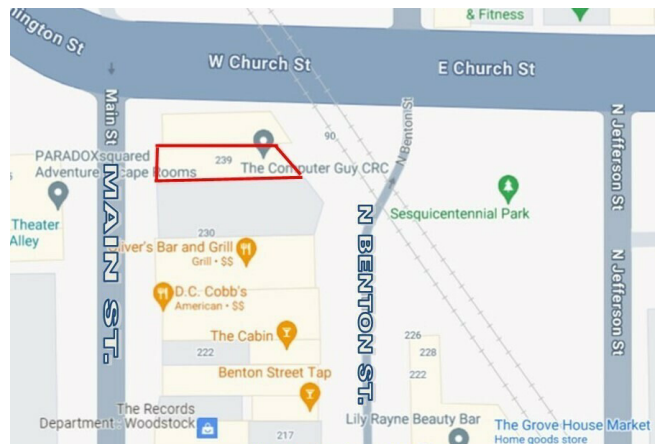 & Fitness
ington St
W Church St
E Church St
Main St
N Benton St
N Jefferson St
90
239
PARADOXsquared
Adventure Escape Rooms
The Computer Guy CRC
Sesquicentennial Park
Theater
Alley
MAIN ST.
N BENTON ST.
N Jefferson St
230
liver's Bar and Grill
Grill • $$
D.C. Cobb's
American • $$
The Cabin
222
226
228
222
Benton Street Tap
The Records
Department - Woodstock
217
Lily Rayne Beauty Bar
The Grove House Market
Home goods store